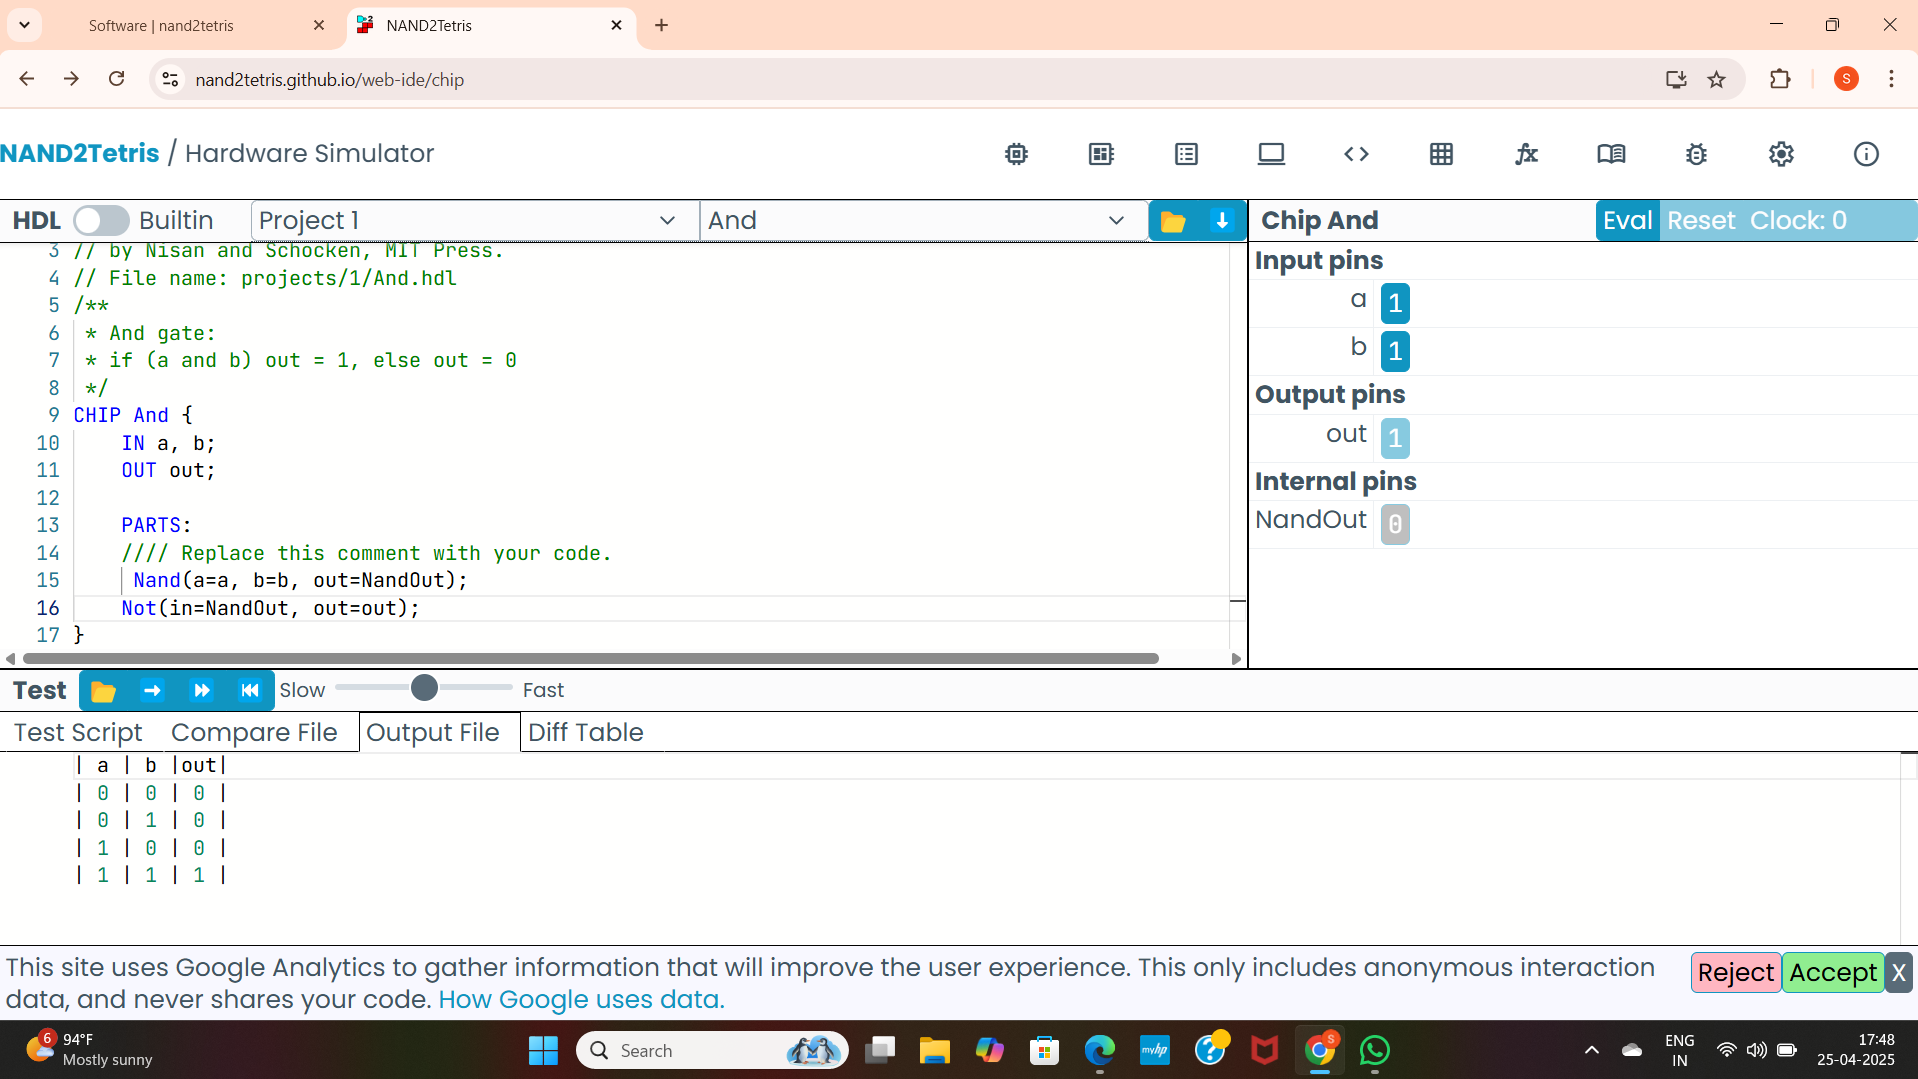 Software | nand2tetris
NAND2Tetris
nand2tetris.github.io/web-ide/chip
S
NAND2Tetris / Hardware Simulator
HDL Builtin Project 1 And
Chip And Eval Reset Clock: 0
3 // by Nisan and Schocken, MIT Press.
4 // File name: projects/1/And.hdl
5 /**
6 * And gate:
7 * if (a and b) out = 1, else out = 0
8 */
9 CHIP And {
10 IN a, b;
11 OUT out;
12
13 PARTS:
14 //// Replace this comment with your code.
15 Nand(a=a, b=b, out=NandOut);
16 Not(in=NandOut, out=out);
17 }
Input pins
a 1
b 1
Output pins
out 1
Internal pins
NandOut 0
Test Slow Fast
Test Script Compare File Output File Diff Table
| a | b |out|
| 0 | 0 | 0 |
| 0 | 1 | 0 |
| 1 | 0 | 0 |
| 1 | 1 | 1 |
This site uses Google Analytics to gather information that will improve the user experience. This only includes anonymous interaction
data, and never shares your code. How Google uses data.
Reject Accept X
6
94°F
Mostly sunny
Search
myhp
S
ENG
IN
17:48
25-04-2025